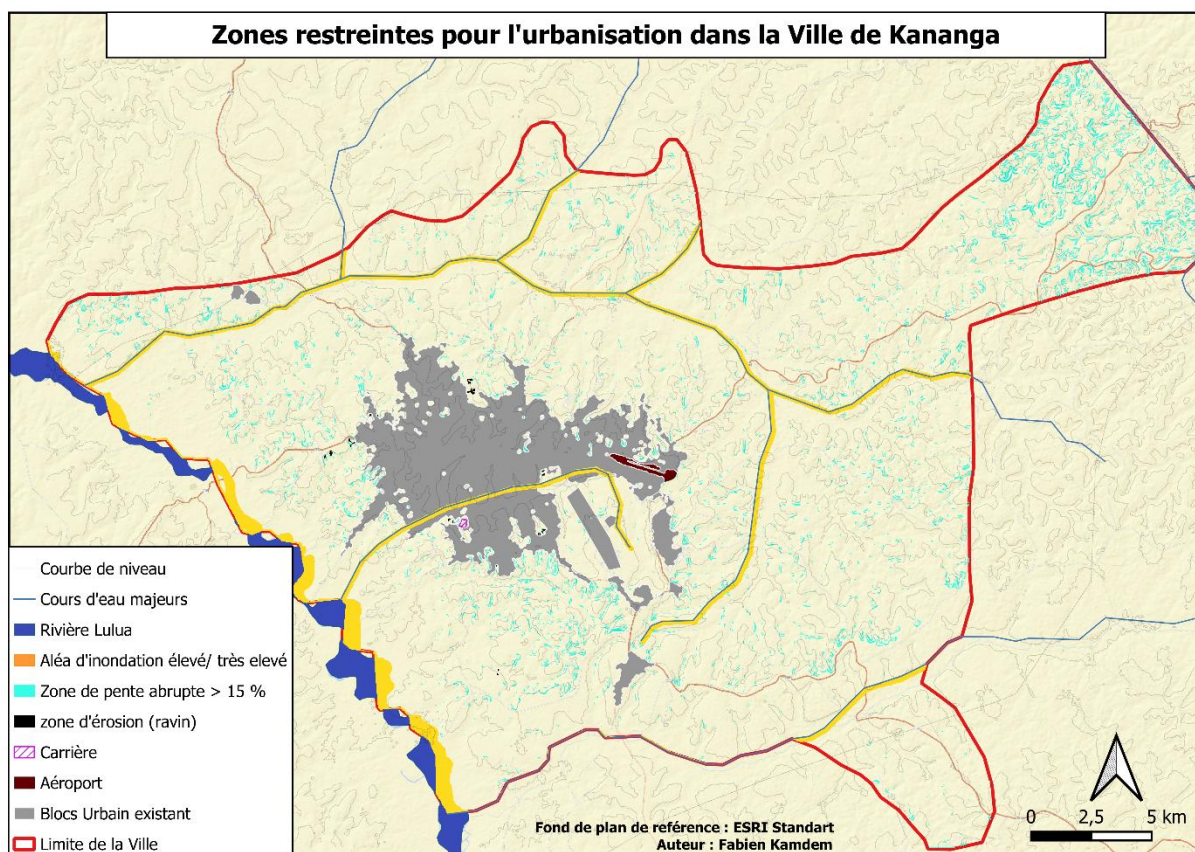 Zones restreintes pour l'urbanisation dans la Ville de Kananga
Courbe de niveau
Cours d'eau majeurs
Rivière Lulua
Aléa d'inondation élevé/ très elevé
Zone de pente abrupte > 15 %
zone d'érosion (ravin)
Carrière
Aéroport
Blocs Urbain existant
Limite de la Ville
Fond de plan de reférence : ESRI Standart
Auteur : Fabien Kamdem
0 2,5 5 km